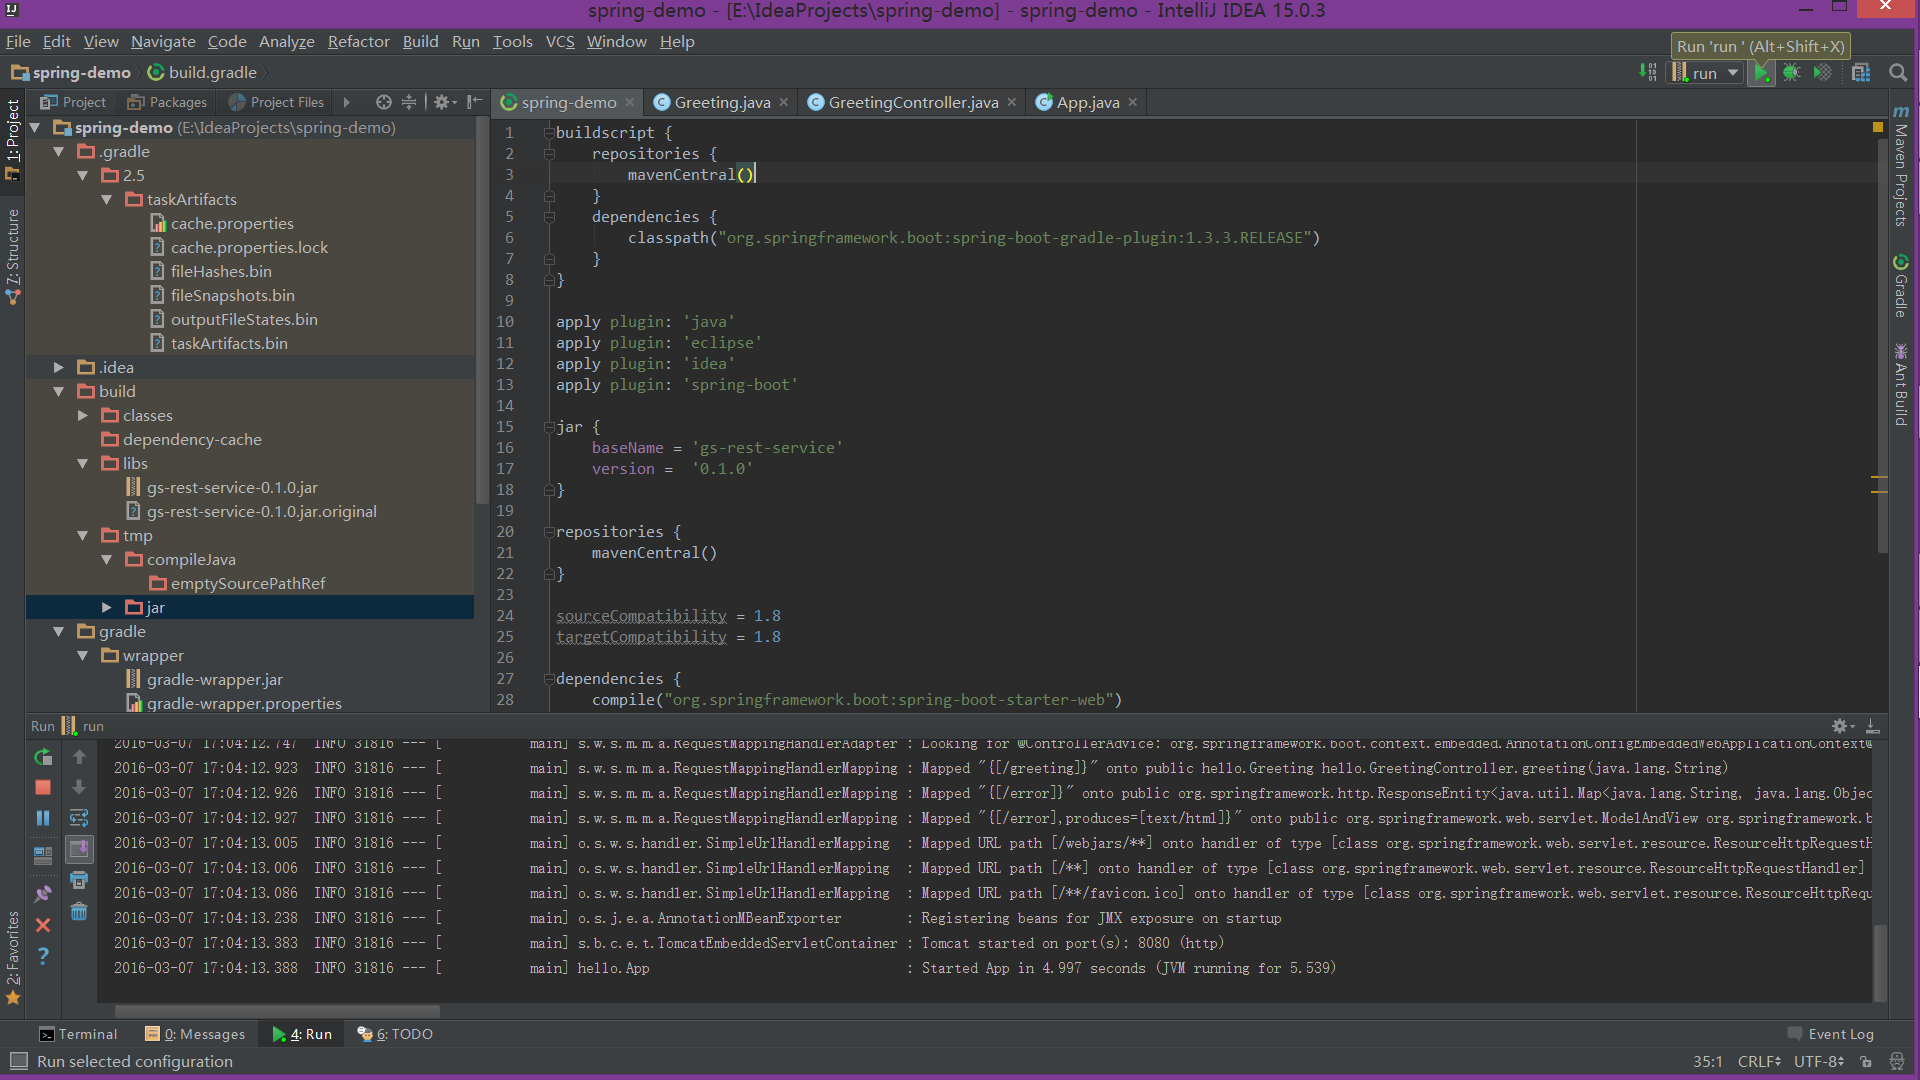 spring-demo - [E:\IdeaProjects\spring-demo] - spring-demo - IntelliJ IDEA 15.0.3
File Edit View Navigate Code Analyze Refactor Build Run Tools VCS Window Help
Run 'run ' (Alt+Shift+X)
spring-demo build.gradle
run
Project Packages Project Files
spring-demo Greeting.java GreetingController.java App.java
1: Project
Z: Structure
2: Favorites
spring-demo (E:\IdeaProjects\spring-demo)
.gradle
2.5
taskArtifacts
cache.properties
cache.properties.lock
fileHashes.bin
fileSnapshots.bin
outputFileStates.bin
taskArtifacts.bin
.idea
build
classes
dependency-cache
libs
gs-rest-service-0.1.0.jar
gs-rest-service-0.1.0.jar.original
tmp
compileJava
emptySourcePathRef
jar
gradle
wrapper
gradle-wrapper.jar
gradle-wrapper.properties
1 buildscript {
2 repositories {
3 mavenCentral()
4 }
5 dependencies {
6 classpath("org.springframework.boot:spring-boot-gradle-plugin:1.3.3.RELEASE")
7 }
8 }
9
10 apply plugin: 'java'
11 apply plugin: 'eclipse'
12 apply plugin: 'idea'
13 apply plugin: 'spring-boot'
14
15 jar {
16 baseName = 'gs-rest-service'
17 version =  '0.1.0'
18 }
19
20 repositories {
21 mavenCentral()
22 }
23
24 sourceCompatibility = 1.8
25 targetCompatibility = 1.8
26
27 dependencies {
28 compile("org.springframework.boot:spring-boot-starter-web")
m
Maven Projects
Gradle
Ant Build
Run run
2016-03-07 17:04:12.747  INFO 31816 --- [           main] s.w.s.m.m.a.RequestMappingHandlerAdapter : Looking for @ControllerAdvice: org.springframework.boot.context.embedded.AnnotationConfigEmbeddedWebApplicationContext@
2016-03-07 17:04:12.923  INFO 31816 --- [           main] s.w.s.m.m.a.RequestMappingHandlerMapping : Mapped "{[/greeting]}" onto public hello.Greeting hello.GreetingController.greeting(java.lang.String)
2016-03-07 17:04:12.926  INFO 31816 --- [           main] s.w.s.m.m.a.RequestMappingHandlerMapping : Mapped "{[/error]}" onto public org.springframework.http.ResponseEntity<java.util.Map<java.lang.String, java.lang.Objec
2016-03-07 17:04:12.927  INFO 31816 --- [           main] s.w.s.m.m.a.RequestMappingHandlerMapping : Mapped "{[/error],produces=[text/html]}" onto public org.springframework.web.servlet.ModelAndView org.springframework.b
2016-03-07 17:04:13.005  INFO 31816 --- [           main] o.s.w.s.handler.SimpleUrlHandlerMapping  : Mapped URL path [/webjars/**] onto handler of type [class org.springframework.web.servlet.resource.ResourceHttpRequestH
2016-03-07 17:04:13.006  INFO 31816 --- [           main] o.s.w.s.handler.SimpleUrlHandlerMapping  : Mapped URL path [/**] onto handler of type [class org.springframework.web.servlet.resource.ResourceHttpRequestHandler]
2016-03-07 17:04:13.086  INFO 31816 --- [           main] o.s.w.s.handler.SimpleUrlHandlerMapping  : Mapped URL path [/**/favicon.ico] onto handler of type [class org.springframework.web.servlet.resource.ResourceHttpRequ
2016-03-07 17:04:13.238  INFO 31816 --- [           main] o.s.j.e.a.AnnotationMBeanExporter        : Registering beans for JMX exposure on startup
2016-03-07 17:04:13.383  INFO 31816 --- [           main] s.b.c.e.t.TomcatEmbeddedServletContainer : Tomcat started on port(s): 8080 (http)
2016-03-07 17:04:13.388  INFO 31816 --- [           main] hello.App                                : Started App in 4.997 seconds (JVM running for 5.539)
Terminal 0: Messages 4: Run 6: TODO Event Log
Run selected configuration 35:1 CRLF UTF-8